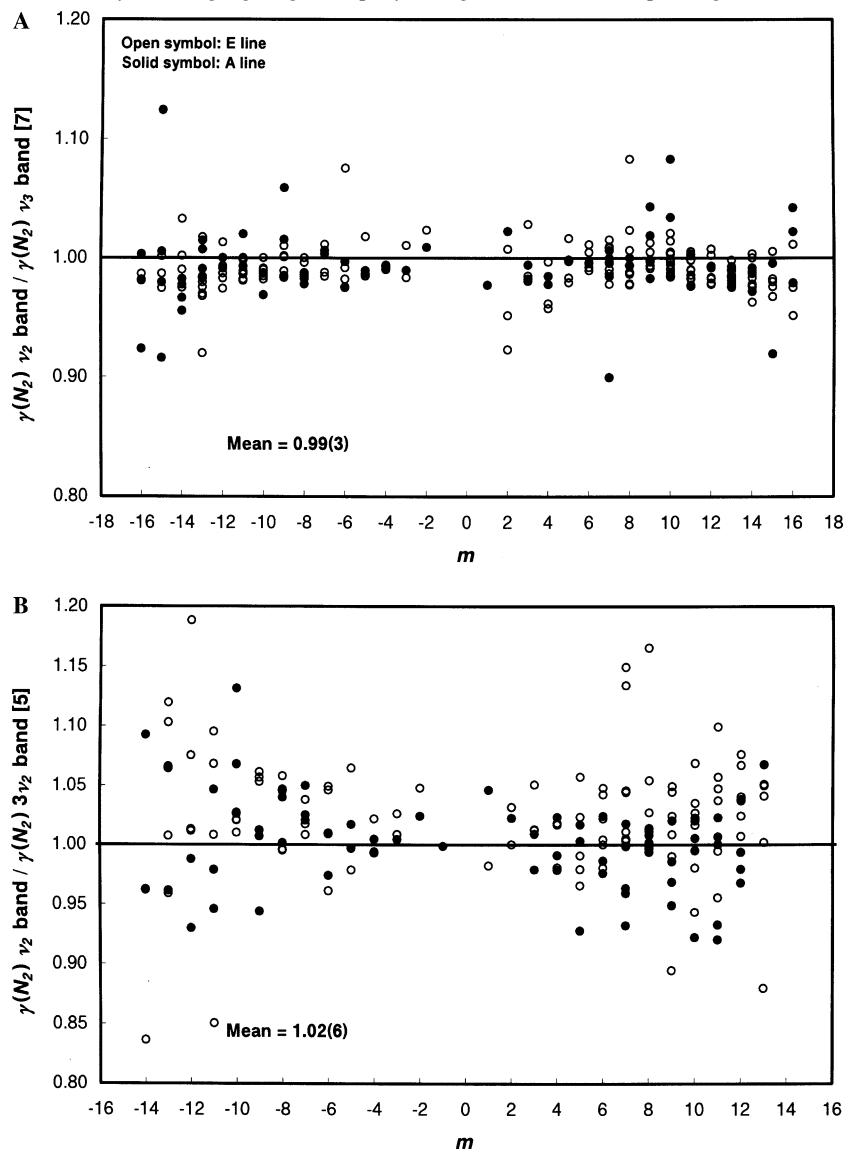 A
1.20
Open symbol: E line
Solid symbol: A line
1.10
1.00
0.90
0.80
γ(N₂) ν₂ band / γ(N₂) ν₃ band [7]
Mean = 0.99(3)
-18 -16 -14 -12 -10 -8 -6 -4 -2 0 2 4 6 8 10 12 14 16 18
m
B
1.20
1.15
1.10
1.05
1.00
0.95
0.90
0.85
0.80
γ(N₂) ν₂ band / γ(N₂) 3ν₂ band [5]
Mean = 1.02(6)
-16 -14 -12 -10 -8 -6 -4 -2 0 2 4 6 8 10 12 14 16
m